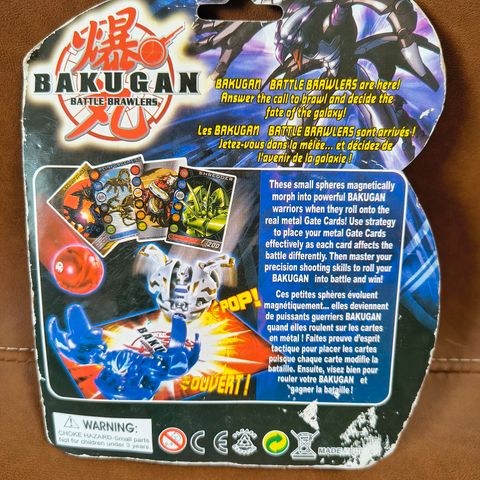 爆
BAKUGAN
BATTLE BRAWLERS
丸
BAKUGAN BATTLE BRAWLERS are here!
Answer the call to brawl and decide the
fate of the galaxy!
Les BAKUGAN BATTLE BRAWLERS sont arrivés !
Jetez-vous dans la mêlée... et décidez de
l'avenir de la galaxie !
These small spheres magnetically
morph into powerful BAKUGAN
warriors when they roll onto the
real metal Gate Cards! Use strategy
to place your metal Gate Cards
effectively as each card affects the
battle differently. Then master your
precision shooting skills to roll your
BAKUGAN into battle and win!
Ces petites sphères évoluent
magnétiquement... elles deviennent
de puissants guerriers BAKUGAN
quand elles roulent sur les cartes
en métal ! Faites preuve d'esprit
tactique pour placer les cartes
puisque chaque carte modifie la
bataille. Ensuite, visez bien pour
rouler votre BAKUGAN et
gagner la bataille !
POP!
OUVERT !
200
WARNING:
CHOKE HAZARD-Small parts
Not for children under 3 years.
0-3
CE
MADE